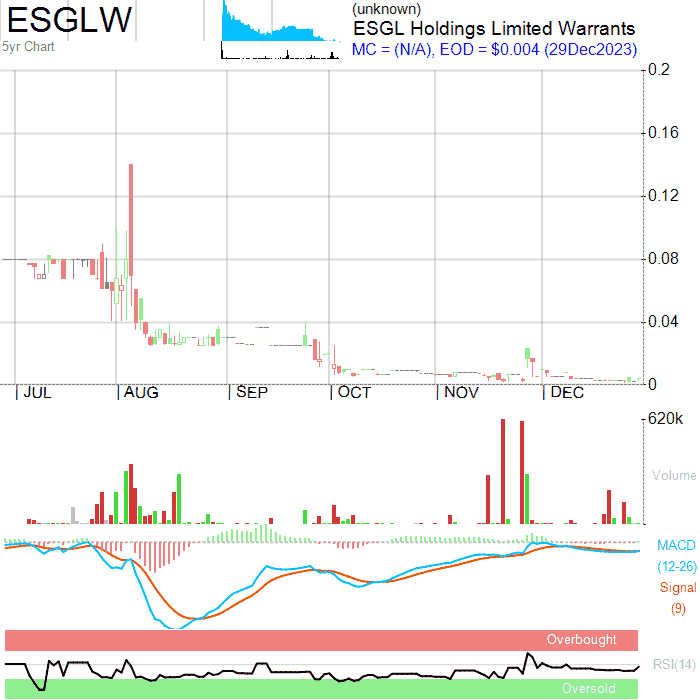 ESGLW
5yr Chart
(unknown)
ESGL Holdings Limited Warrants
MC = (N/A), EOD = $0.004 (29Dec2023)
0.2
0.16
0.12
0.08
0.04
0
JUL AUG SEP OCT NOV DEC
620k
Volume
MACD
(12-26)
Signal
(9)
Overbought
RSI(14)
Oversold